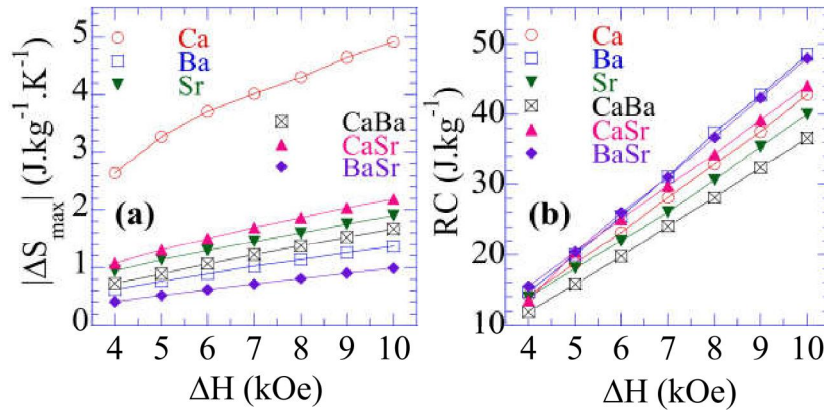 Ca
Ba
Sr
CaBa
CaSr
BaSr
(a)
|ΔS_max| (J.kg⁻¹.K⁻¹)
0
1
2
3
4
5
4 5 6 7 8 9 10
ΔH (kOe)
Ca
Ba
Sr
CaBa
CaSr
BaSr
(b)
RC (J.kg⁻¹)
10
20
30
40
50
4 5 6 7 8 9 10
ΔH (kOe)